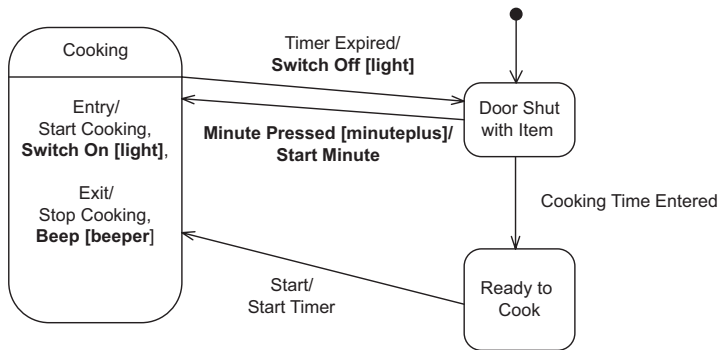 Cooking
Entry/
Start Cooking,
Switch On [light],
Exit/
Stop Cooking,
Beep [beeper]
Timer Expired/
Switch Off [light]
Minute Pressed [minuteplus]/
Start Minute
Door Shut
with Item
Cooking Time Entered
Ready to
Cook
Start/
Start Timer